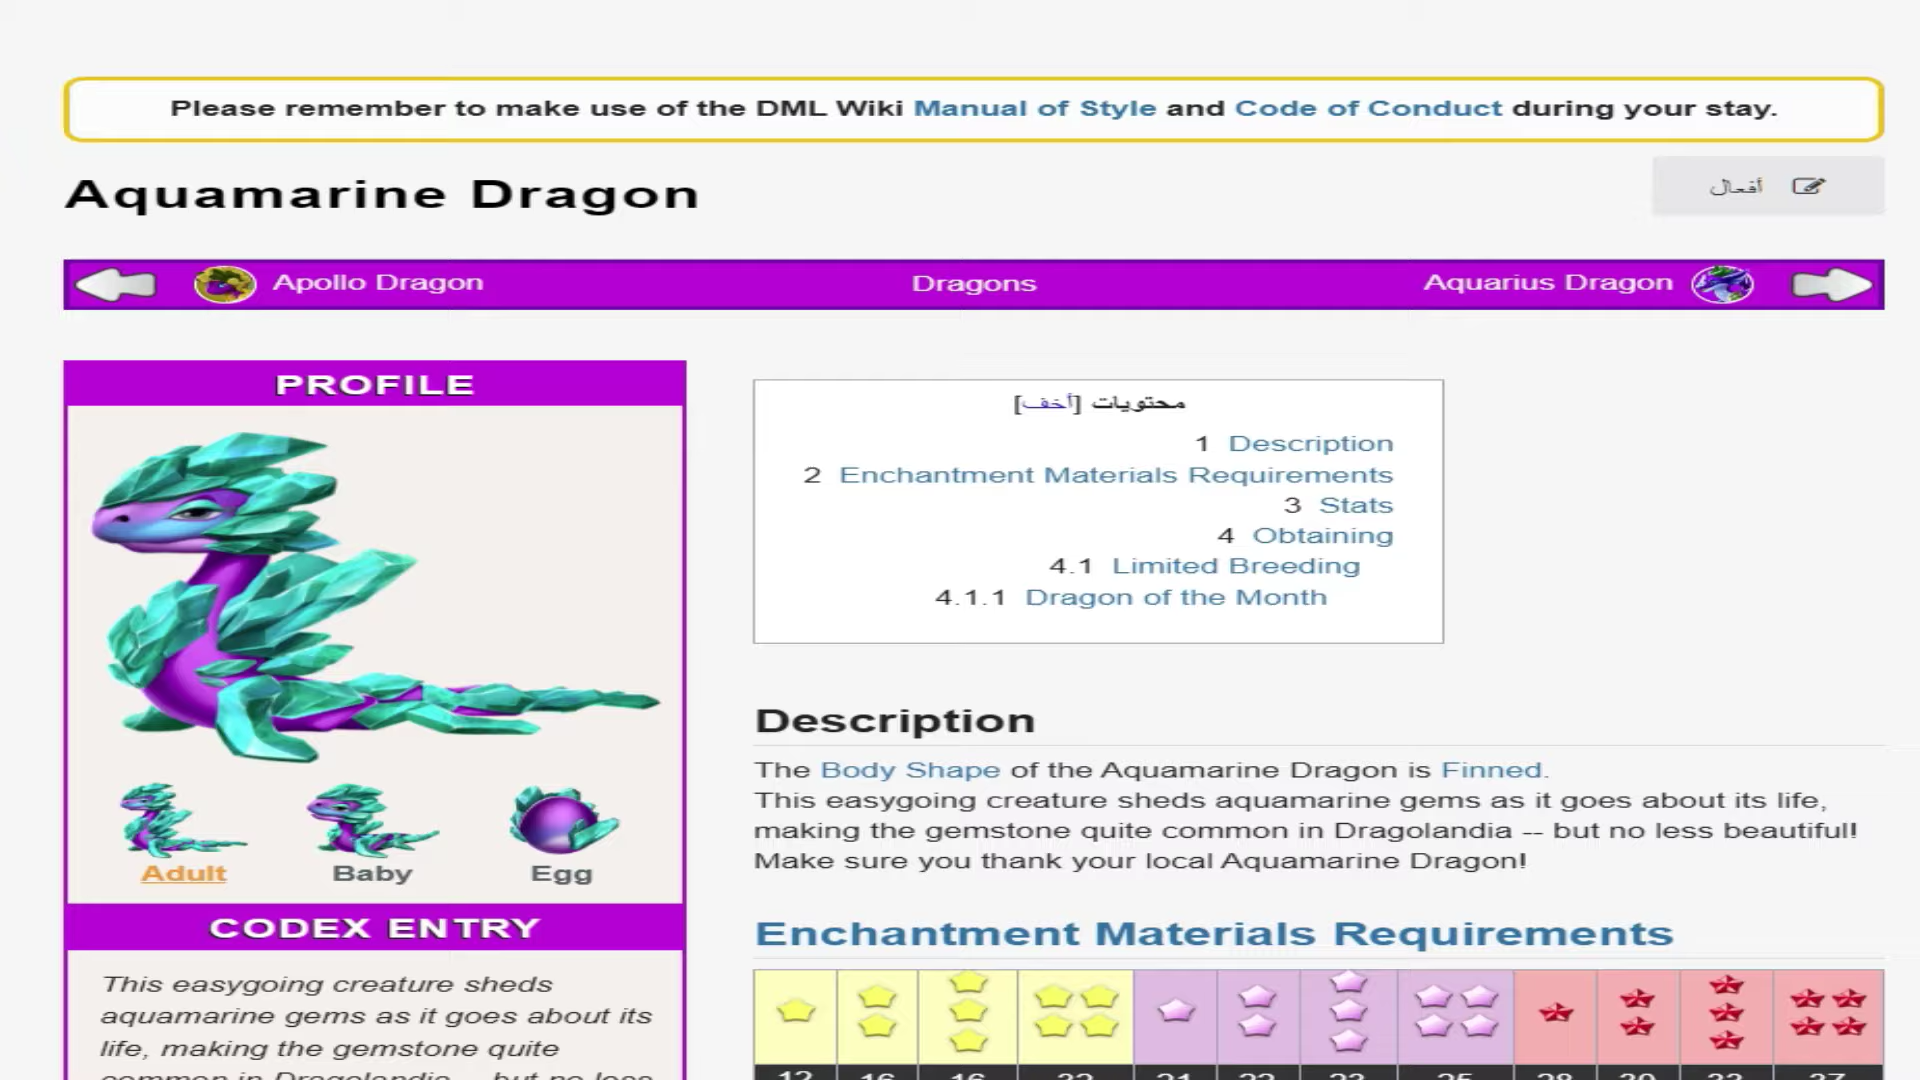 Please remember to make use of the DML Wiki Manual of Style and Code of Conduct during your stay.
Aquamarine Dragon
أفعال
Apollo Dragon
Dragons
Aquarius Dragon
PROFILE
Adult
Baby
Egg
CODEX ENTRY
This easygoing creature sheds
aquamarine gems as it goes about its
life, making the gemstone quite
common in Dragolandia -- but no less
محتويات [أخف]
1 Description
2 Enchantment Materials Requirements
3 Stats
4 Obtaining
4.1 Limited Breeding
4.1.1 Dragon of the Month
Description
The Body Shape of the Aquamarine Dragon is Finned.
This easygoing creature sheds aquamarine gems as it goes about its life,
making the gemstone quite common in Dragolandia -- but no less beautiful!
Make sure you thank your local Aquamarine Dragon!
Enchantment Materials Requirements